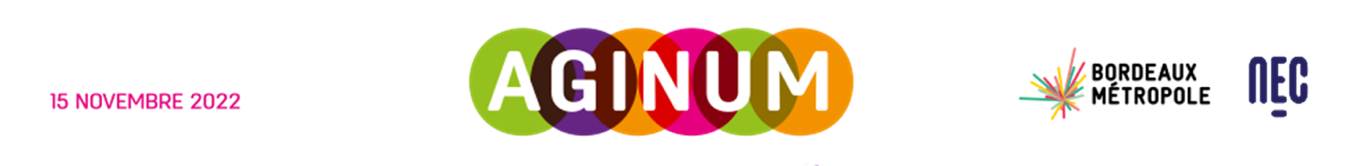 15 NOVEMBRE 2022
AGINUM
BORDEAUX
MÉTROPOLE
NEC